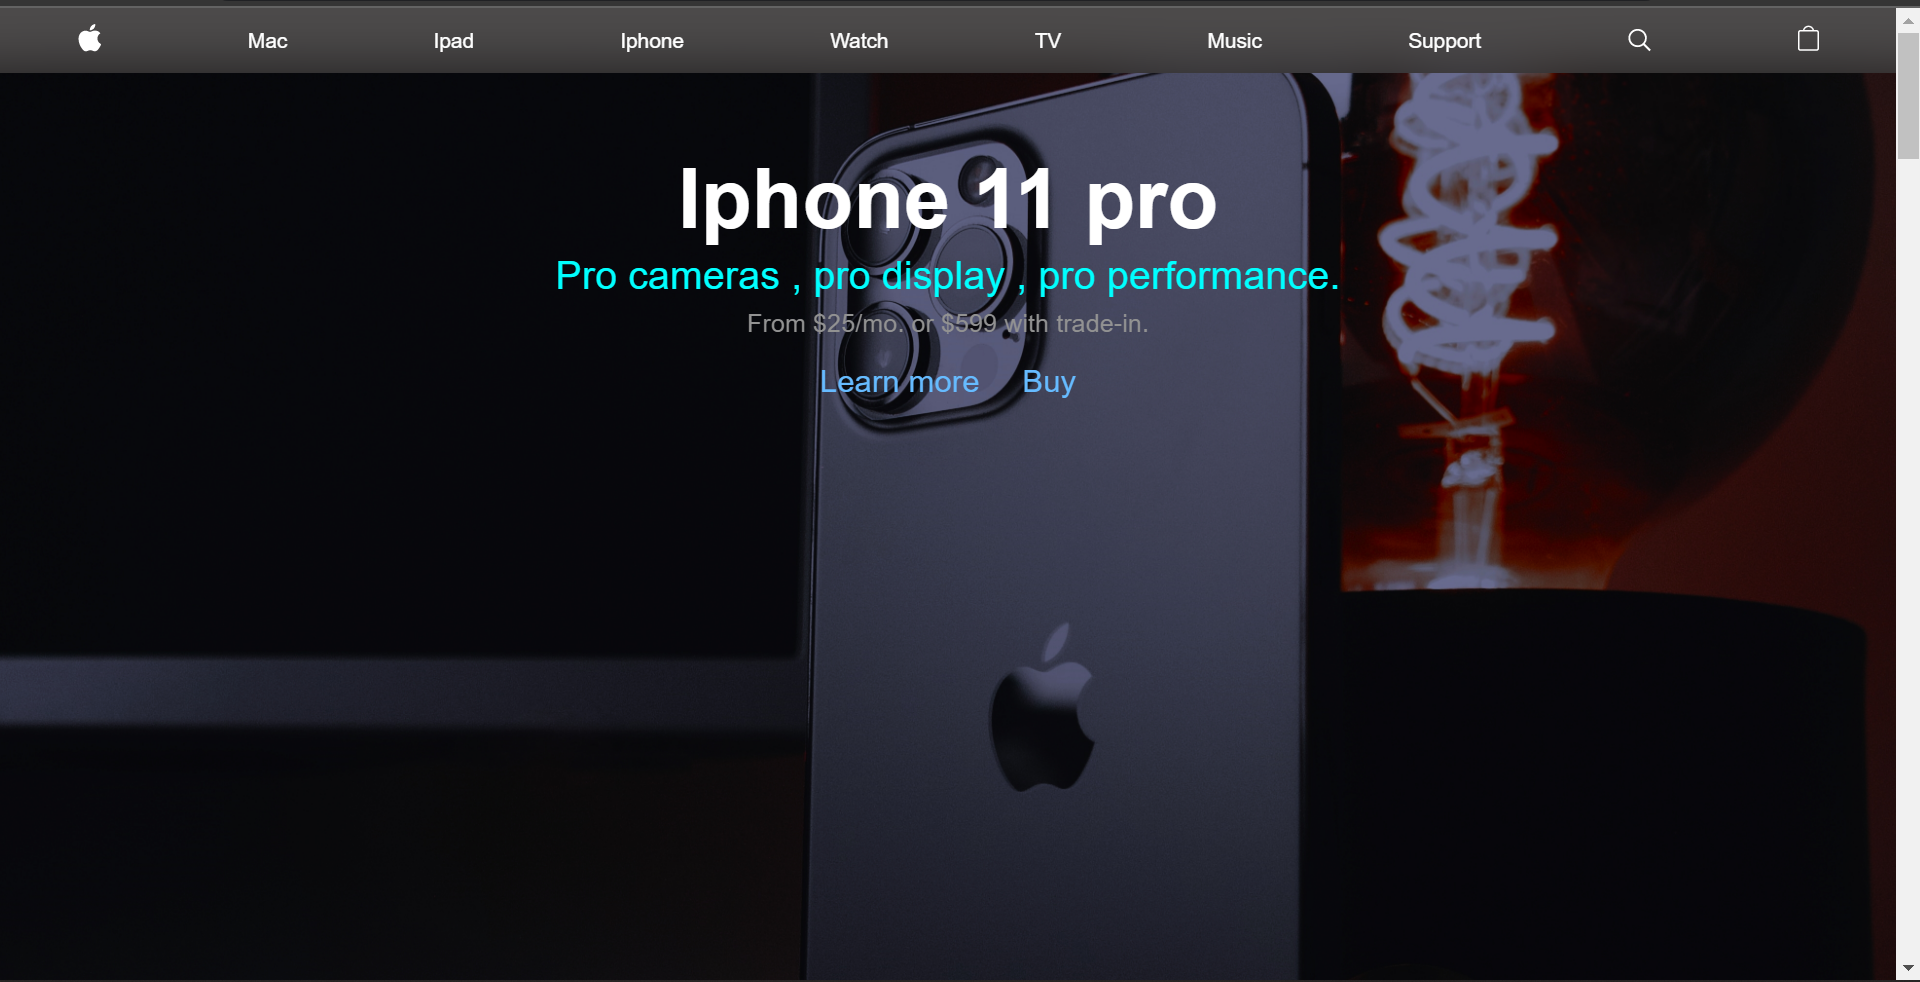 Mac Ipad Iphone Watch TV Music Support
Iphone 11 pro
Pro cameras , pro display , pro performance.
From $25/mo. or $599 with trade-in.
Learn more Buy